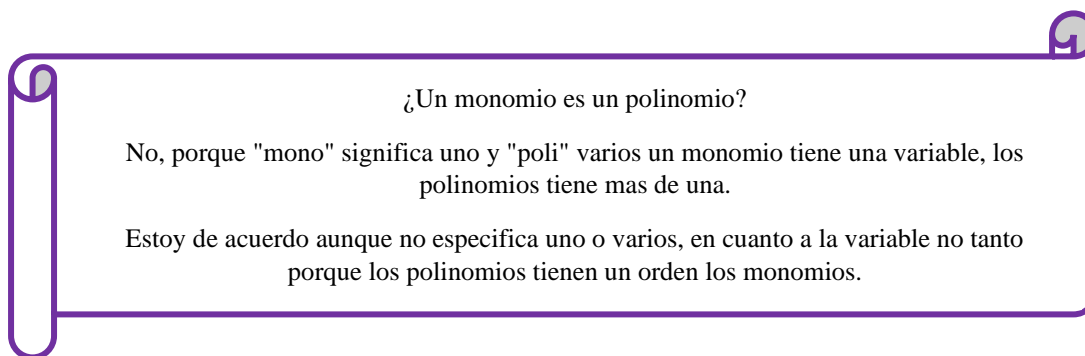 ¿Un monomio es un polinomio?
No, porque "mono" significa uno y "poli" varios un monomio tiene una variable, los
polinomios tiene mas de una.
Estoy de acuerdo aunque no especifica uno o varios, en cuanto a la variable no tanto
porque los polinomios tienen un orden los monomios.